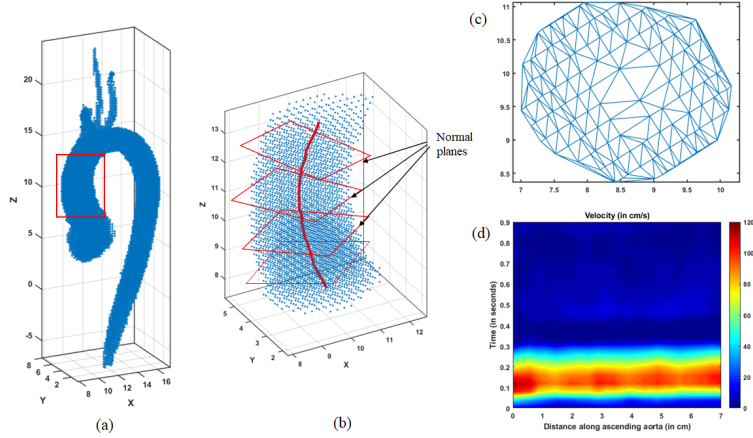 20
15
10
5
0
-5
Z
8
6
4
2
Y
8 10 12 14 16
X
(a)
13
12
11
10
9
8
Z
5
4
3
2
Y
8
9
10
11
12
X
(b)
Normal
planes
(c)
11
10.5
10
9.5
9
8.5
7 7.5 8 8.5 9 9.5 10
(d)
Velocity (in cm/s)
0.9
0.8
0.7
0.6
0.5
0.4
0.3
0.2
0.1
0
Time (in seconds)
0 1 2 3 4 5 6 7
Distance along ascending aorta (in cm)
120
100
80
60
40
20
0